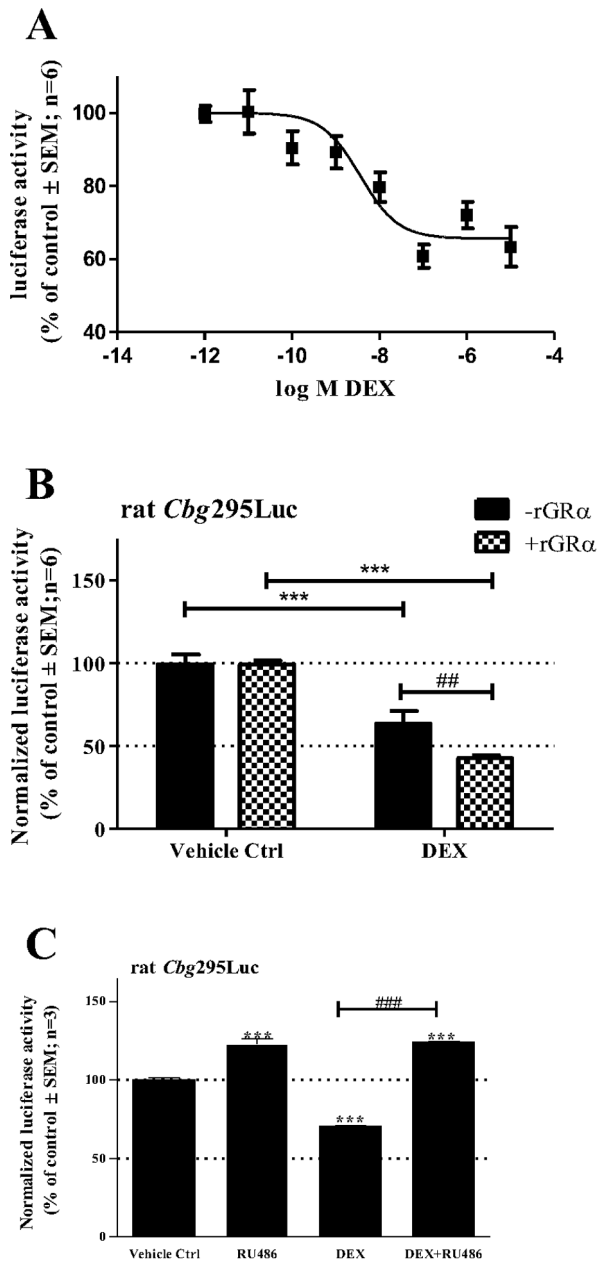 A
luciferase activity
(% of control ± SEM; n=6)
100
80
60
40
-14 -12 -10 -8 -6 -4
log M DEX
B
rat Cbg295Luc
-rGRα
+rGRα
Normalized luciferase activity
(% of control ± SEM;n=6)
150
100
50
0
***
***
##
Vehicle Ctrl DEX
C
rat Cbg295Luc
Normalized luciferase activity
(% of control ± SEM; n=3)
150
100
50
0
###
*** *** ***
Vehicle Ctrl RU486 DEX DEX+RU486